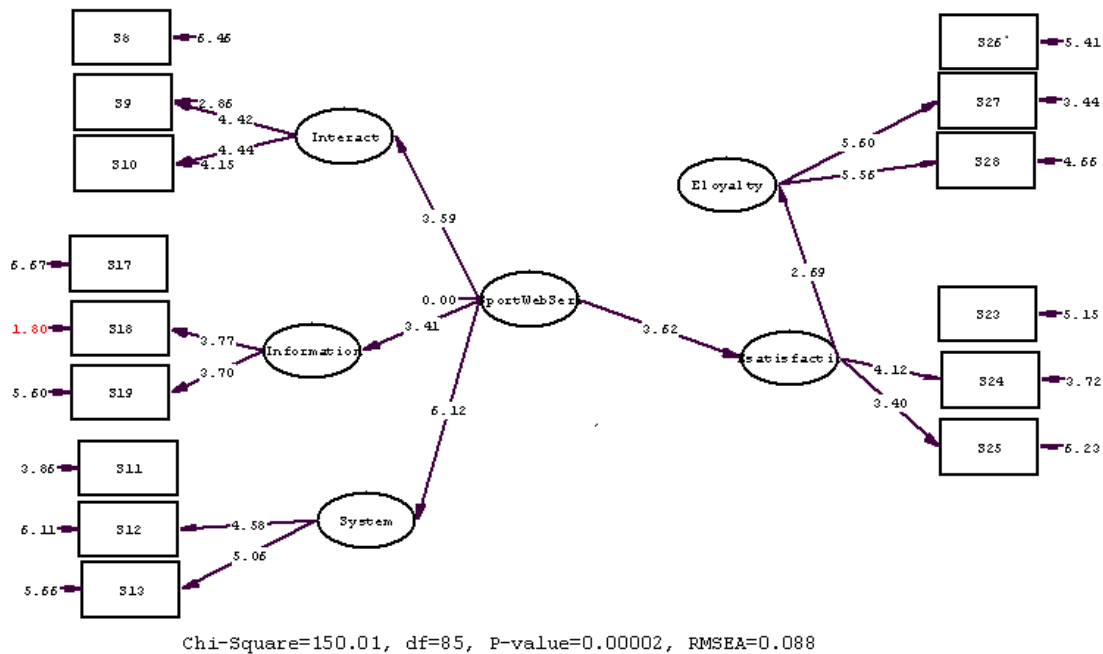 S8
6.46
S9
2.86
4.42
S10
4.44
4.15
Interact
3.59
S26
5.41
S27
3.44
S28
4.66
5.60
5.56
Eloyalty
2.69
6.67
S17
1.80
S18
3.77
5.60
S19
3.70
Information
0.00
3.41
portWebSer
3.62
6.12
S23
5.15
S24
3.72
4.12
S25
6.23
3.40
satisfacti
3.86
S11
6.11
S12
4.58
5.66
S13
5.06
System
Chi-Square=150.01, df=85, P-value=0.00002, RMSEA=0.088